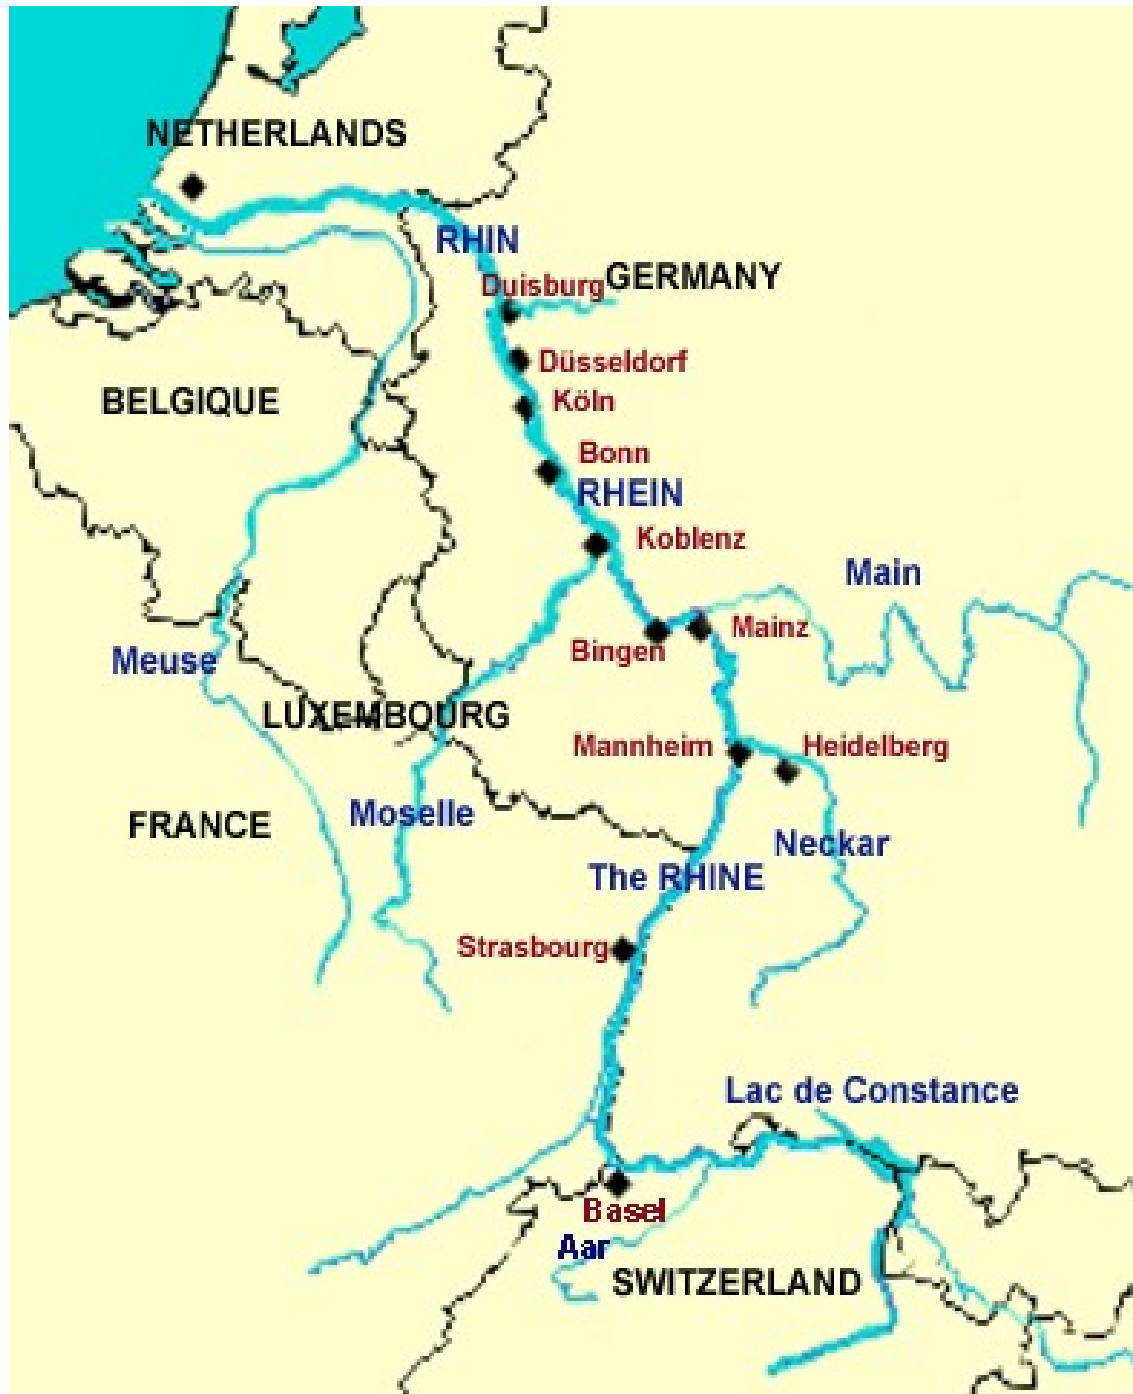 NETHERLANDS
RHIN
Duisburg
GERMANY
Düsseldorf
BELGIQUE
Köln
Bonn
RHEIN
Koblenz
Main
Mainz
Bingen
Meuse
LUXEMBOURG
Mannheim
Heidelberg
Moselle
FRANCE
Neckar
The RHINE
Strasbourg
Lac de Constance
Basel
Aar
SWITZERLAND